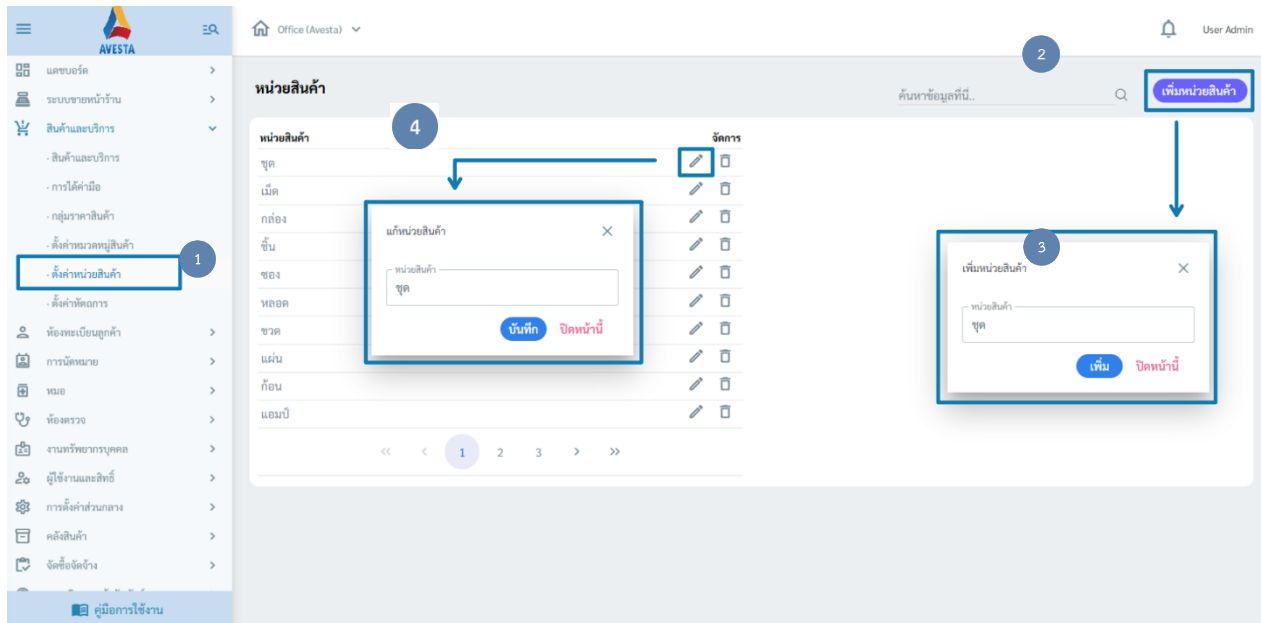 AVESTA
Office (Avesta)
User Admin
แดชบอร์ด
ระบบขายหน้าร้าน
สินค้าและบริการ
· สินค้าและบริการ
· การได้ค่ามือ
· กลุ่มราคาสินค้า
· ตั้งค่าหมวดหมู่สินค้า
· ตั้งค่าหน่วยสินค้า
1
· ตั้งค่าหัตถการ
ห้องทะเบียนลูกค้า
การนัดหมาย
หมอ
ห้องตรวจ
งานทรัพยากรบุคคล
ผู้ใช้งานและสิทธิ์
การตั้งค่าส่วนกลาง
คลังสินค้า
จัดซื้อจัดจ้าง
คู่มือการใช้งาน
หน่วยสินค้า
ค้นหาข้อมูลที่นี่..
2
เพิ่มหน่วยสินค้า
หน่วยสินค้า
จัดการ
4
ชุด
เม็ด
กล่อง
ชิ้น
ซอง
หลอด
ขวด
แผ่น
ก้อน
แอมป์
« ‹ 1 2 3 › »
แก้หน่วยสินค้า
หน่วยสินค้า
ชุด
บันทึก ปิดหน้านี้
3
เพิ่มหน่วยสินค้า
หน่วยสินค้า
ชุด
เพิ่ม ปิดหน้านี้